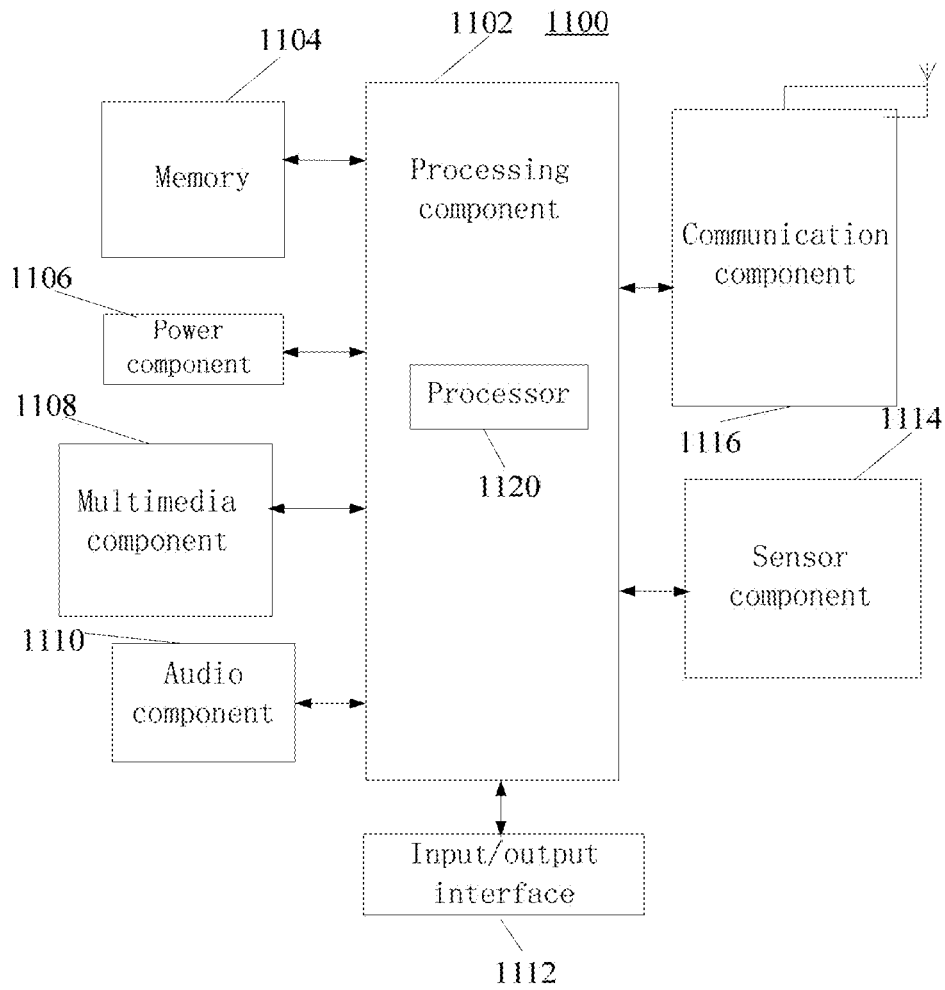 1102
1100
1104
Memory
Processing
component
Communication
component
1106
Power
component
Processor
1108
1116
1114
1120
Multimedia
component
Sensor
component
1110
Audio
component
Input/output
interface
1112